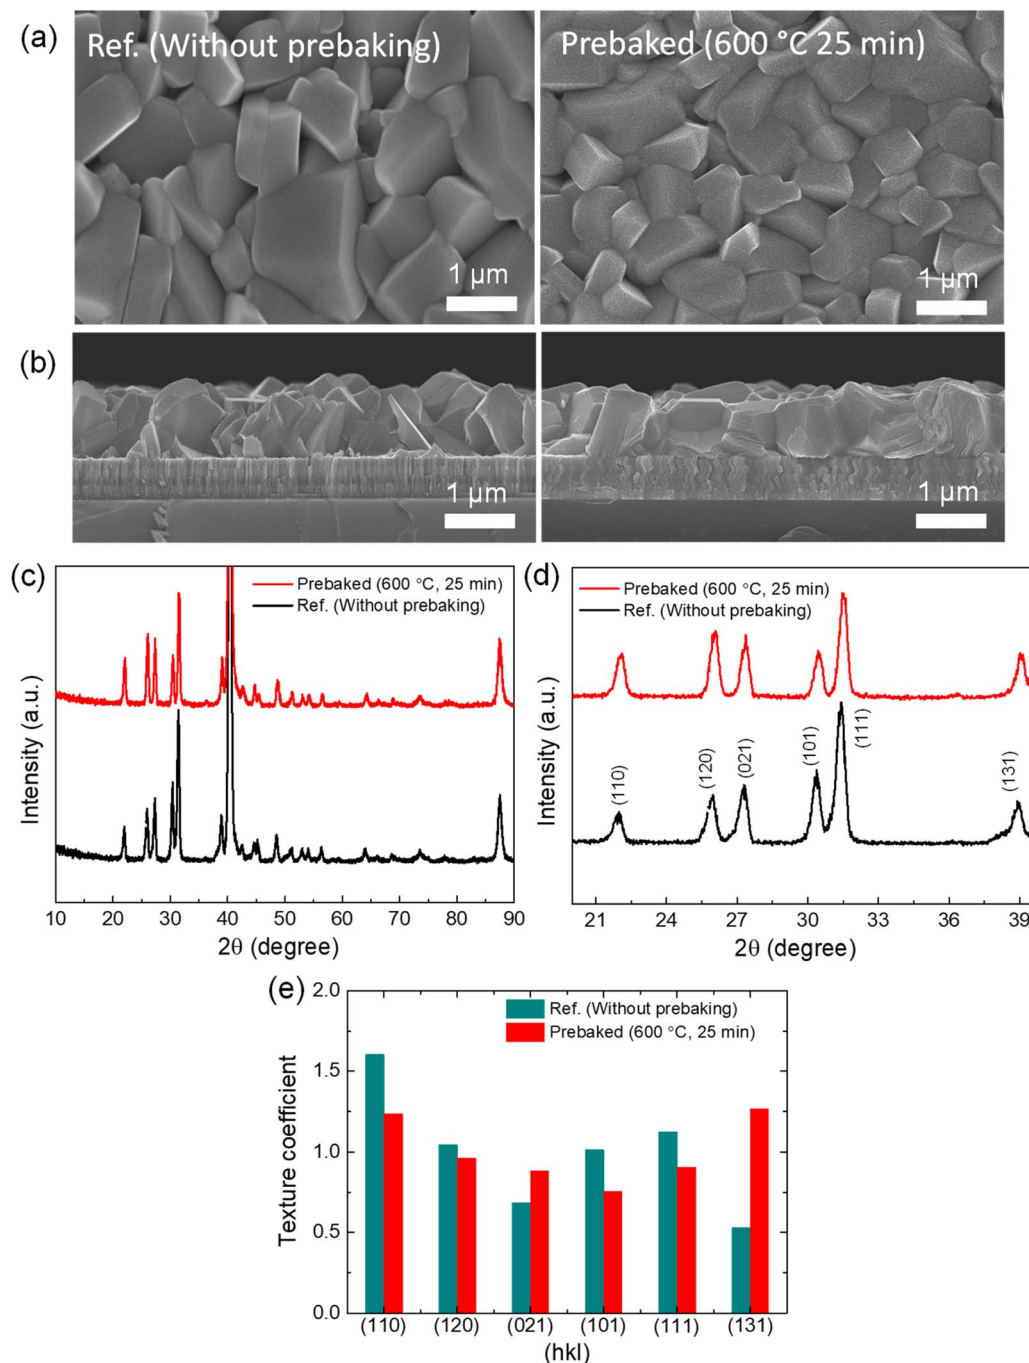 (a)
Ref. (Without prebaking)
1 μm
Prebaked (600 °C 25 min)
1 μm
(b)
1 μm
1 μm
(c)
Prebaked (600 °C, 25 min)
Ref. (Without prebaking)
Intensity (a.u.)
10 20 30 40 50 60 70 80 90
2θ (degree)
(d)
Prebaked (600 °C, 25 min)
Ref. (Without prebaking)
Intensity (a.u.)
(110)
(120)
(021)
(101)
(111)
(131)
21 24 27 30 33 36 39
2θ (degree)
(e)
Ref. (Without prebaking)
Prebaked (600 °C, 25 min)
Texture coefficient
2.0
1.5
1.0
0.5
0.0
(110) (120) (021) (101) (111) (131)
(hkl)